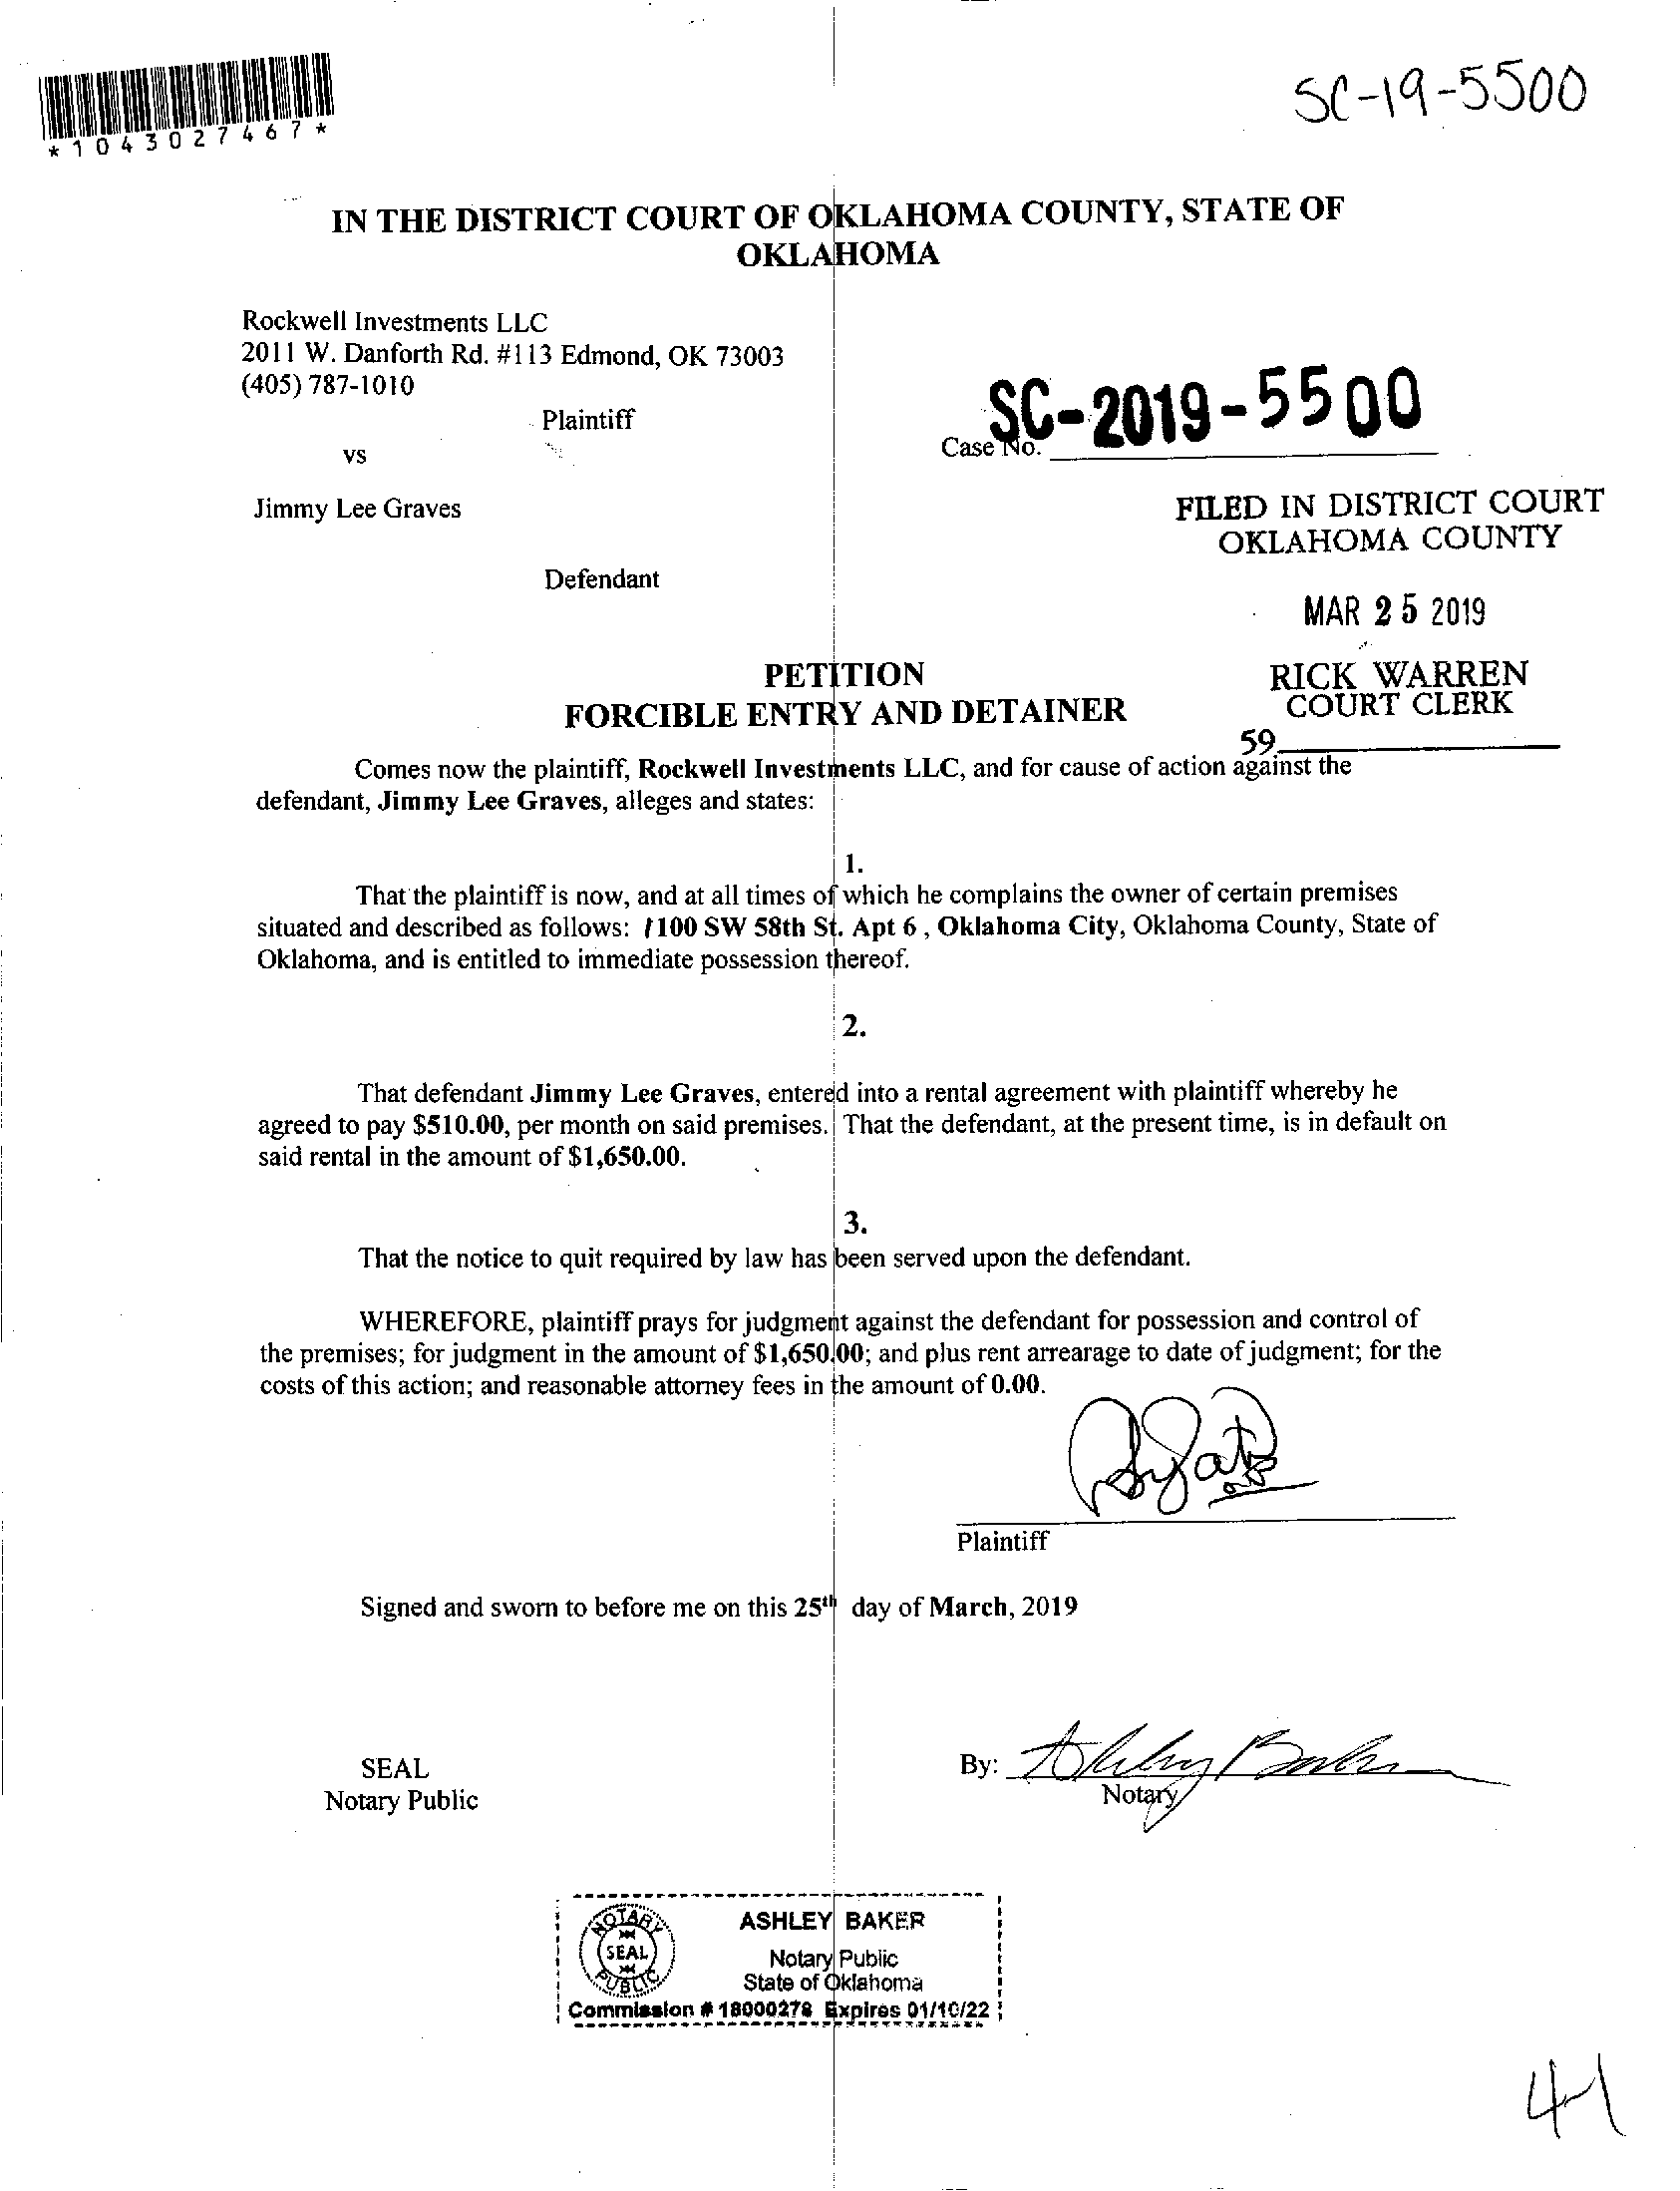 SC-19-5500
*1043027467*
IN THE DISTRICT COURT OF OKLAHOMA COUNTY, STATE OF
OKLAHOMA
Rockwell Investments LLC
2011 W. Danforth Rd. #113 Edmond, OK 73003
(405) 787-1010
Plaintiff
vs
Case No. SC-2019-5500
Jimmy Lee Graves
FILED IN DISTRICT COURT
OKLAHOMA COUNTY
Defendant
MAR 25 2019
PETITION
RICK WARREN
FORCIBLE ENTRY AND DETAINER
COURT CLERK
59
Comes now the plaintiff, Rockwell Investments LLC, and for cause of action against the
defendant, Jimmy Lee Graves, alleges and states:
1.
That the plaintiff is now, and at all times of which he complains the owner of certain premises
situated and described as follows: 1100 SW 58th St. Apt 6 , Oklahoma City, Oklahoma County, State of
Oklahoma, and is entitled to immediate possession thereof.
2.
That defendant Jimmy Lee Graves, entered into a rental agreement with plaintiff whereby he
agreed to pay $510.00, per month on said premises. That the defendant, at the present time, is in default on
said rental in the amount of $1,650.00.
3.
That the notice to quit required by law has been served upon the defendant.
WHEREFORE, plaintiff prays for judgment against the defendant for possession and control of
the premises; for judgment in the amount of $1,650.00; and plus rent arrearage to date of judgment; for the
costs of this action; and reasonable attorney fees in the amount of 0.00.
Plaintiff
Signed and sworn to before me on this 25th day of March, 2019
SEAL
Notary Public
By: Ashley Baker
Notary
NOTARY
SEAL
PUBLIC
ASHLEY BAKER
Notary Public
State of Oklahoma
Commission # 18000278 Expires 01/10/22
41